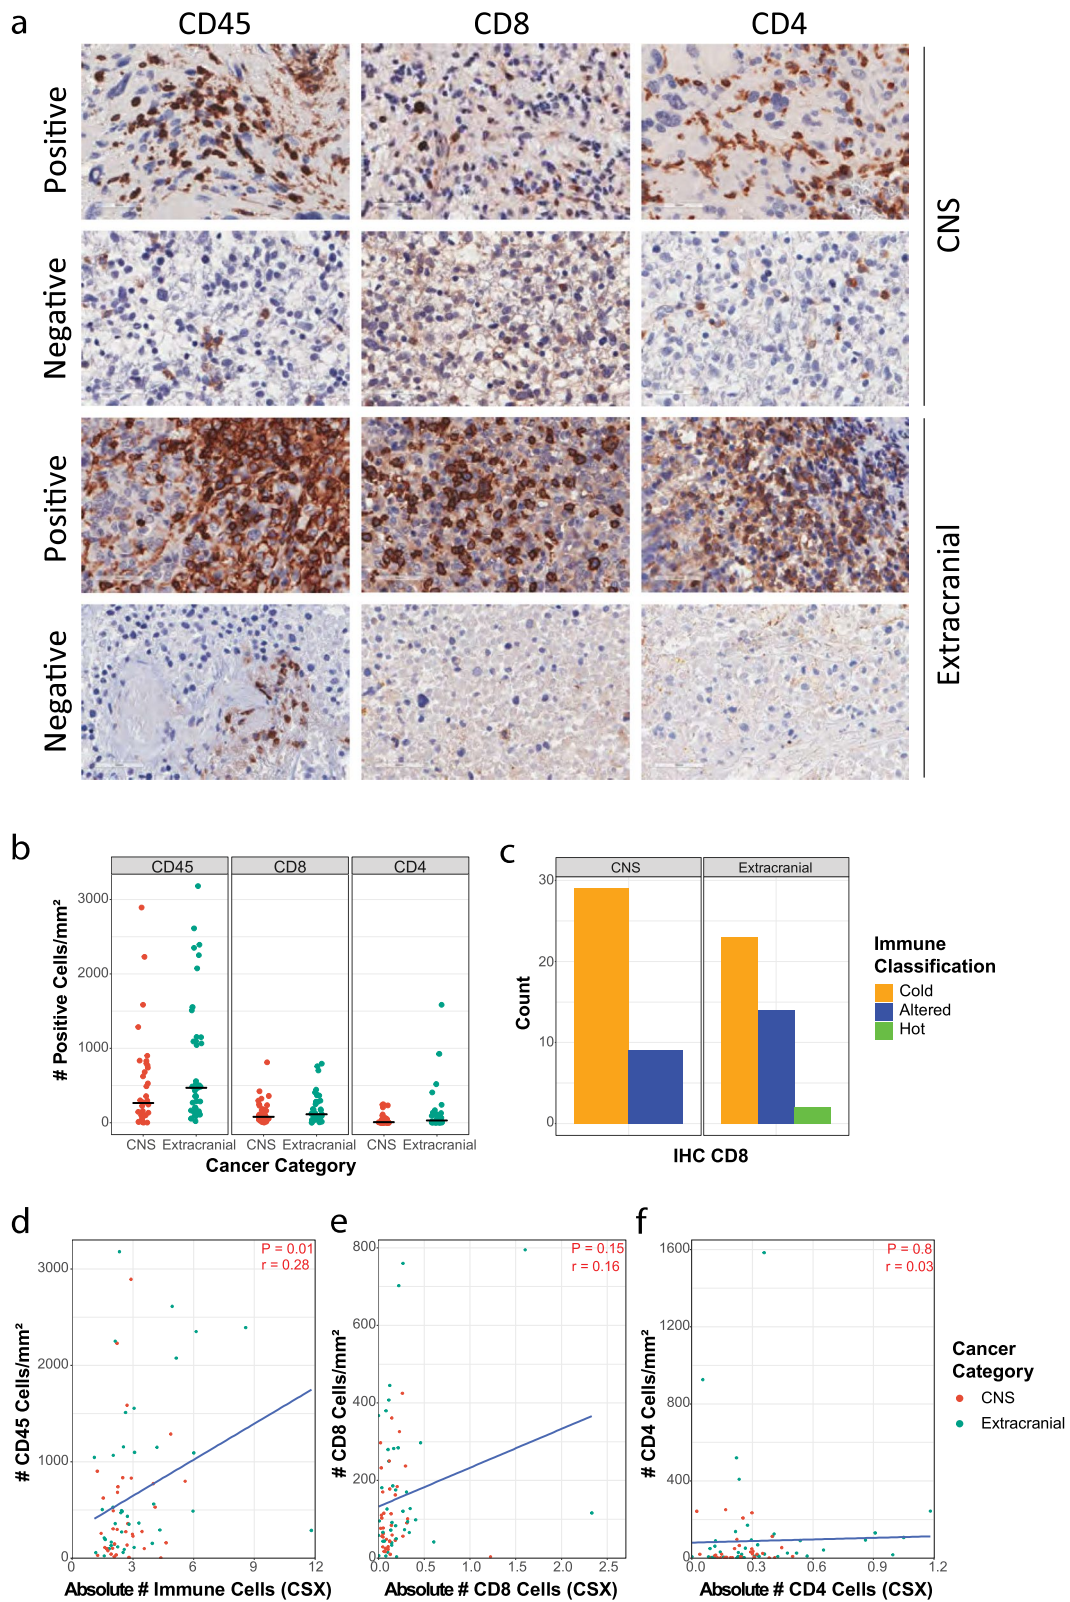 a
CD45 CD8 CD4
Positive
Negative
Positive
Negative
CNS
Extracranial
b
CD45 CD8 CD4
# Positive Cells/mm²
3000
2000
1000
0
CNS Extracranial CNS Extracranial CNS Extracranial
Cancer Category
c
CNS Extracranial
Count
30
20
10
0
IHC CD8
Immune
Classification
Cold
Altered
Hot
d
# CD45 Cells/mm²
P = 0.01
r = 0.28
3000
2000
1000
0
0 3 6 9 12
Absolute # Immune Cells (CSX)
e
# CD8 Cells/mm²
P = 0.15
r = 0.16
800
600
400
200
0
0.0 0.5 1.0 1.5 2.0 2.5
Absolute # CD8 Cells (CSX)
f
# CD4 Cells/mm²
P = 0.8
r = 0.03
1600
1200
800
400
0
0.0 0.3 0.6 0.9 1.2
Absolute # CD4 Cells (CSX)
Cancer
Category
CNS
Extracranial